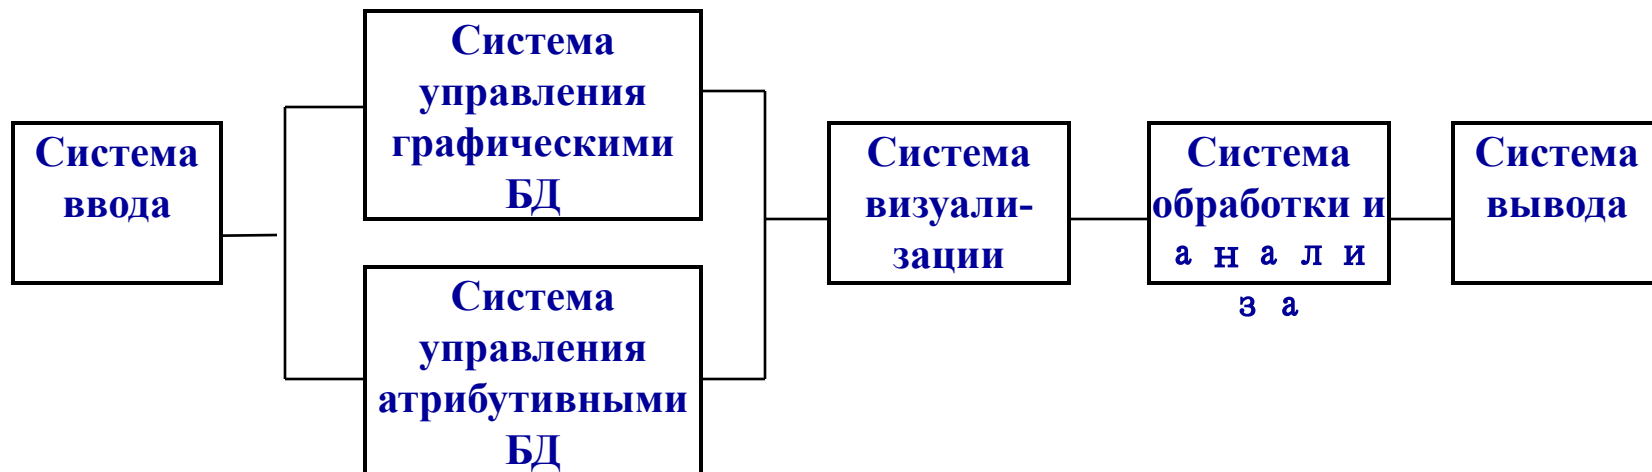 Система
ввода
Система
управления
графическими
БД
Система
управления
атрибутивными
БД
Система
визуали-
зации
Система
обработки и
а н а л и
з а
Система
вывода